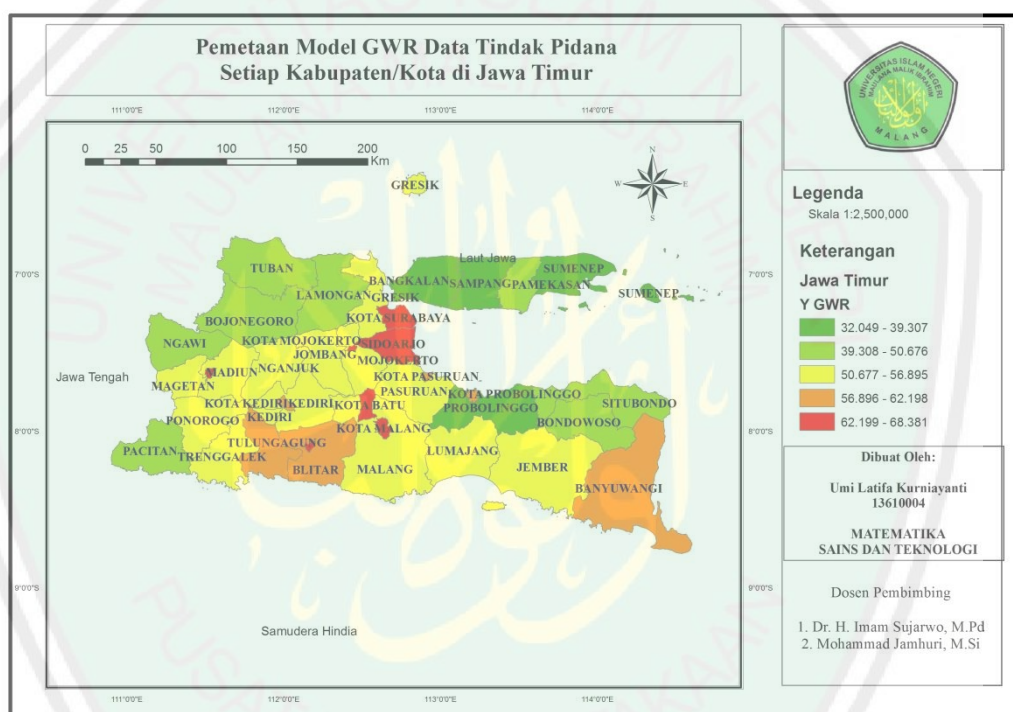 Pemetaan Model GWR Data Tindak Pidana
Setiap Kabupaten/Kota di Jawa Timur
111°0'0"E 112°0'0"E 113°0'0"E 114°0'0"E
0 25 50 100 150 200
Km
N
W E
S
GRESIK
Laut Jawa
TUBAN
BANGKALAN SAMPANG PAMEKASAN SUMENEP
SUMENEP
7°0'0"S 7°0'0"S
LAMONGAN GRESIK
BOJONEGORO KOTA SURABAYA
NGAWI KOTA MOJOKERTO SIDOARJO
JOMBANG MOJOKERTO
Jawa Tengah
MAGETAN MADIUN NGANJUK KOTA PASURUAN
PASURUAN KOTA PROBOLINGGO
KOTA KEDIRI KEDIRI KOTA BATU PROBOLINGGO SITUBONDO
PONOROGO KEDIRI KOTA MALANG BONDOWOSO
8°0'0"S 8°0'0"S
PACITAN TRENGGALEK TULUNGAGUNG
BLITAR MALANG LUMAJANG JEMBER
BANYUWANGI
9°0'0"S 9°0'0"S
Samudera Hindia
111°0'0"E 112°0'0"E 113°0'0"E 114°0'0"E
UNIVERSITAS ISLAM NEGERI
MAULANA MALIK IBRAHIM
MALANG
Legenda
Skala 1:2,500,000
Keterangan
Jawa Timur
Y GWR
32.049 - 39.307
39.308 - 50.676
50.677 - 56.895
56.896 - 62.198
62.199 - 68.381
Dibuat Oleh:
Umi Latifa Kurniayanti
13610004
MATEMATIKA
SAINS DAN TEKNOLOGI
Dosen Pembimbing
1. Dr. H. Imam Sujarwo, M.Pd
2. Mohammad Jamhuri, M.Si